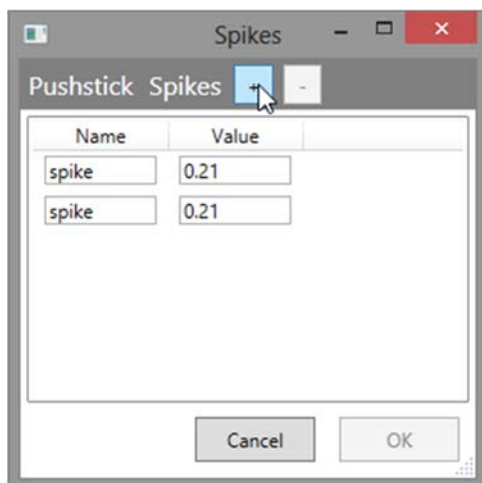 Spikes
Pushstick Spikes + -
Name Value
spike 0.21
spike 0.21
Cancel OK